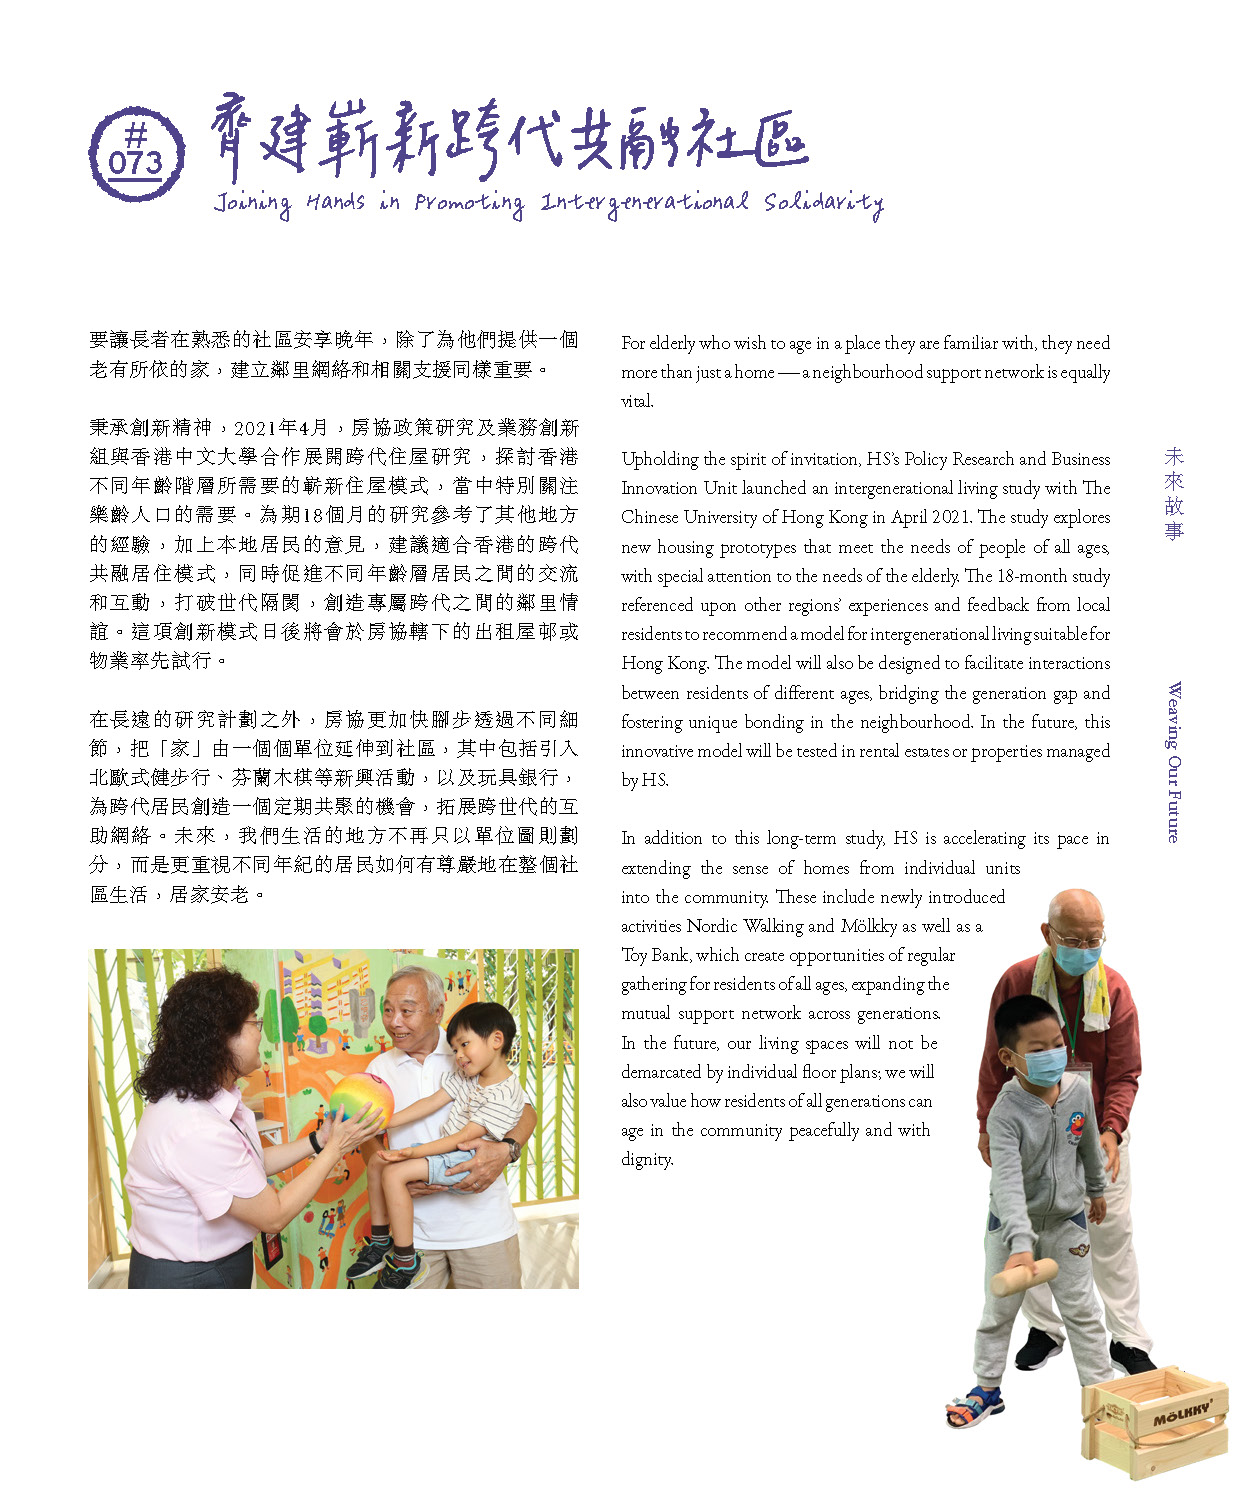 #
073
齊建嶄新跨代共融社區
Joining Hands in Promoting Intergenerational Solidarity
要讓長者在熟悉的社區安享晚年，除了為他們提供一個
老有所依的家，建立鄰里網絡和相關支援同樣重要。
秉承創新精神，2021年4月，房協政策研究及業務創新
組與香港中文大學合作展開跨代住屋研究，探討香港
不同年齡階層所需要的嶄新住屋模式，當中特別關注
樂齡人口的需要。為期18個月的研究參考了其他地方
的經驗，加上本地居民的意見，建議適合香港的跨代
共融居住模式，同時促進不同年齡層居民之間的交流
和互動，打破世代隔閡，創造專屬跨代之間的鄰里情
誼。這項創新模式日後將會於房協轄下的出租屋邨或
物業率先試行。
在長遠的研究計劃之外，房協更加快腳步透過不同細
節，把「家」由一個個單位延伸到社區，其中包括引入
北歐式健步行、芬蘭木棋等新興活動，以及玩具銀行，
為跨代居民創造一個定期共聚的機會，拓展跨世代的互
助網絡。未來，我們生活的地方不再只以單位圖則劃
分，而是更重視不同年紀的居民如何有尊嚴地在整個社
區生活，居家安老。
For elderly who wish to age in a place they are familiar with, they need
more than just a home — a neighbourhood support network is equally
vital.
Upholding the spirit of invitation, HS's Policy Research and Business
Innovation Unit launched an intergenerational living study with The
Chinese University of Hong Kong in April 2021. The study explores
new housing prototypes that meet the needs of people of all ages,
with special attention to the needs of the elderly. The 18-month study
referenced upon other regions' experiences and feedback from local
residents to recommend a model for intergenerational living suitable for
Hong Kong. The model will also be designed to facilitate interactions
between residents of different ages, bridging the generation gap and
fostering unique bonding in the neighbourhood. In the future, this
innovative model will be tested in rental estates or properties managed
by HS.
In addition to this long-term study, HS is accelerating its pace in
extending the sense of homes from individual units
into the community. These include newly introduced
activities Nordic Walking and Mölkky as well as a
Toy Bank, which create opportunities of regular
gathering for residents of all ages, expanding the
mutual support network across generations.
In the future, our living spaces will not be
demarcated by individual floor plans; we will
also value how residents of all generations can
age in the community peacefully and with
dignity.
未來故事
Weaving Our Future
MÖLKKY